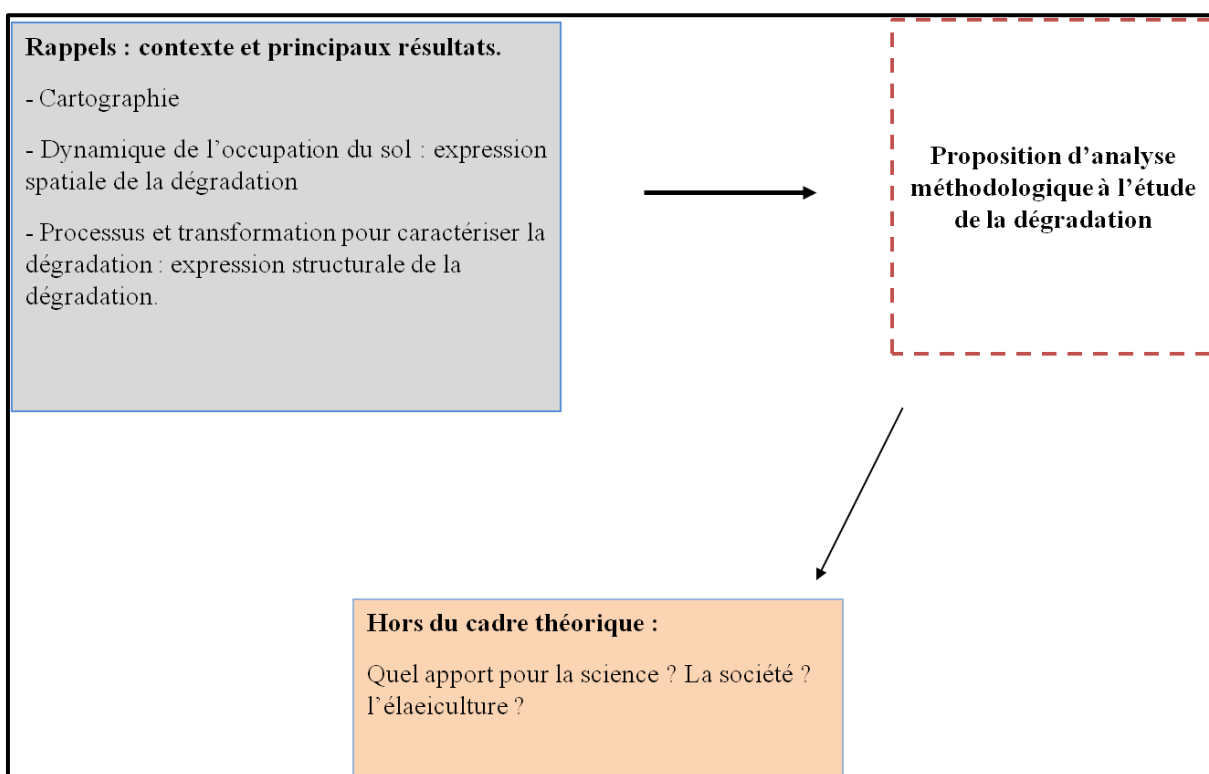 Rappels : contexte et principaux résultats.
- Cartographie
- Dynamique de l’occupation du sol : expression
spatiale de la dégradation
- Processus et transformation pour caractériser la
dégradation : expression structurale de la
dégradation.
Proposition d’analyse
méthodologique à l’étude
de la dégradation
Hors du cadre théorique :
Quel apport pour la science ? La société ?
l’élaeiculture ?